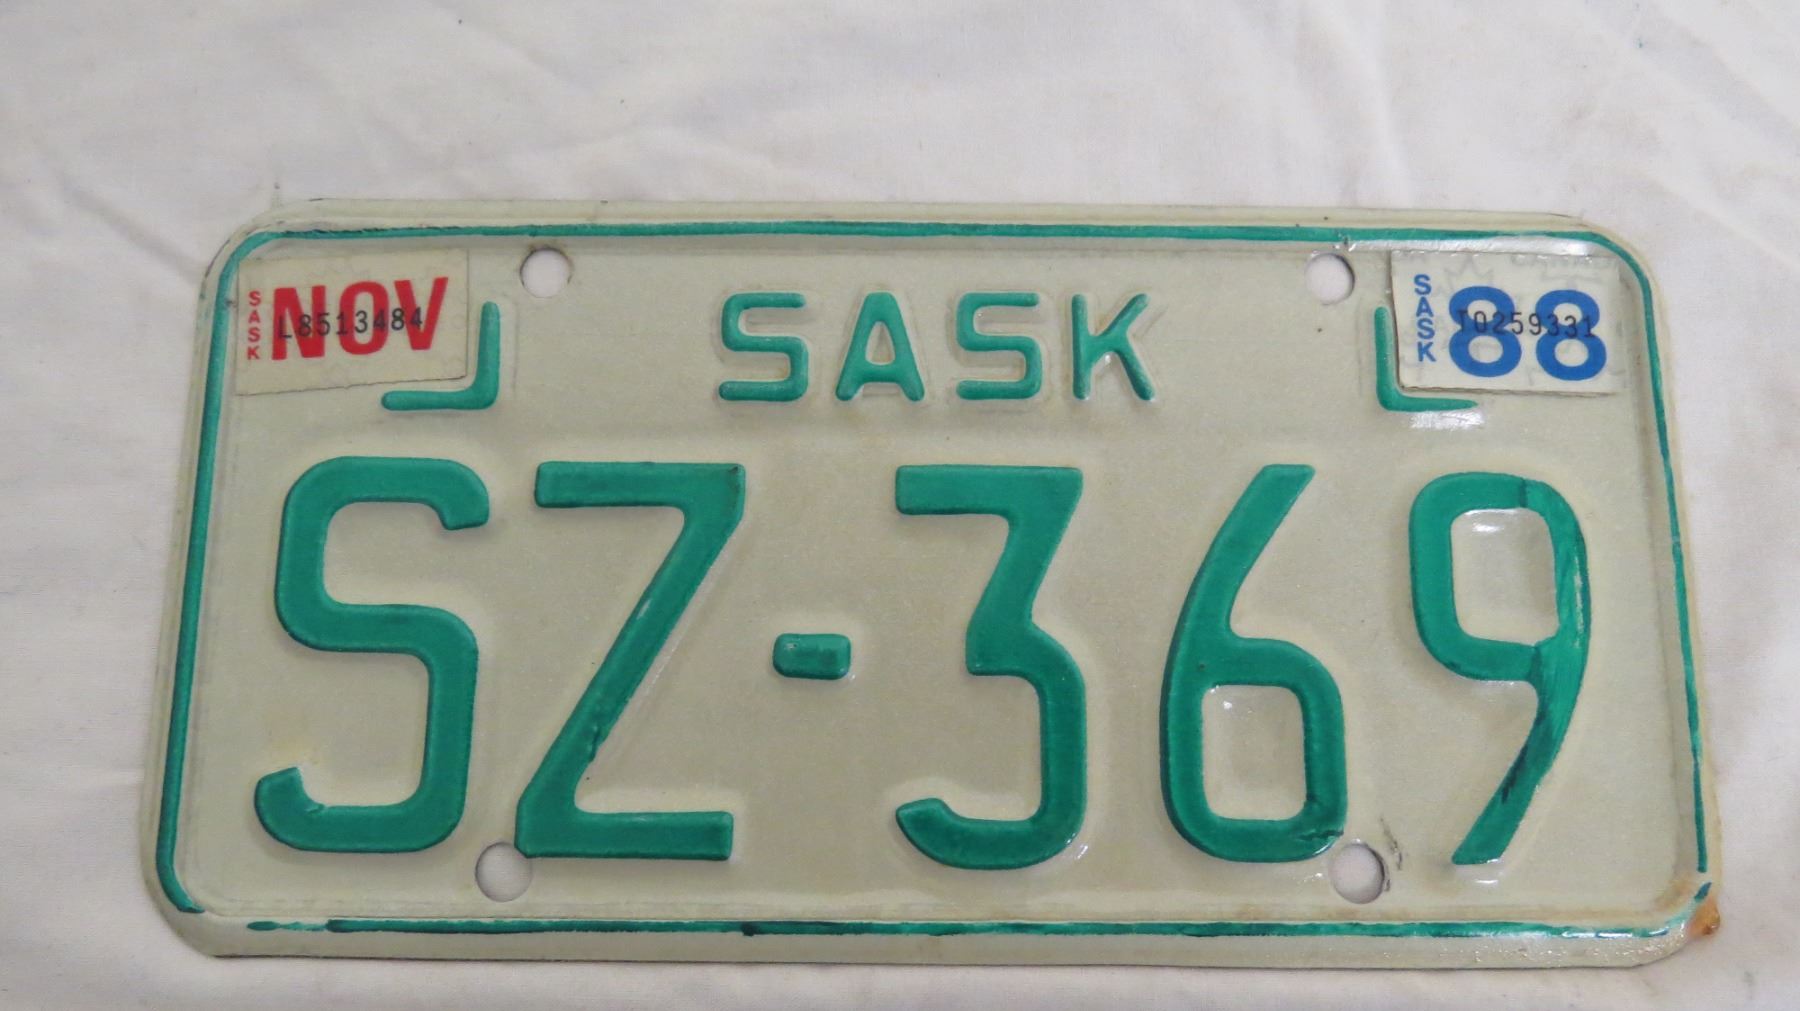 SASK NOV
L8513484
SASK
SASK 88
T0259331
SZ-369